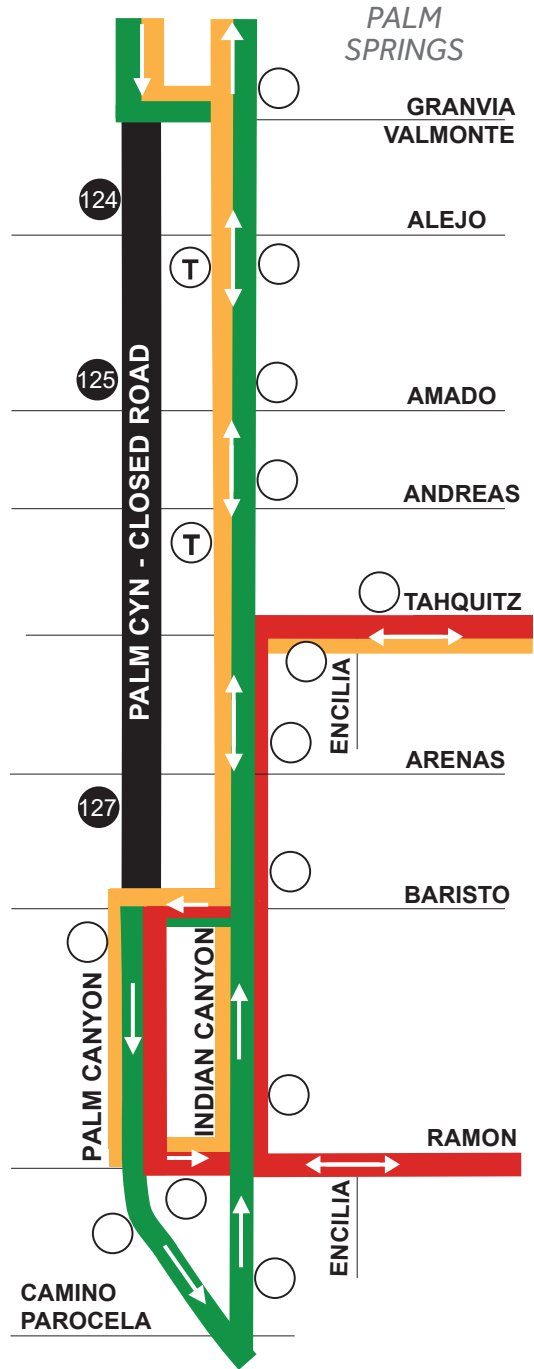 PALM
SPRINGS
GRANVIA
VALMONTE
124
ALEJO
T
125
AMADO
PALM CYN - CLOSED ROAD
ANDREAS
T
TAHQUITZ
ENCILIA
ARENAS
127
BARISTO
PALM CANYON
INDIAN CANYON
RAMON
ENCILIA
CAMINO
PAROCELA